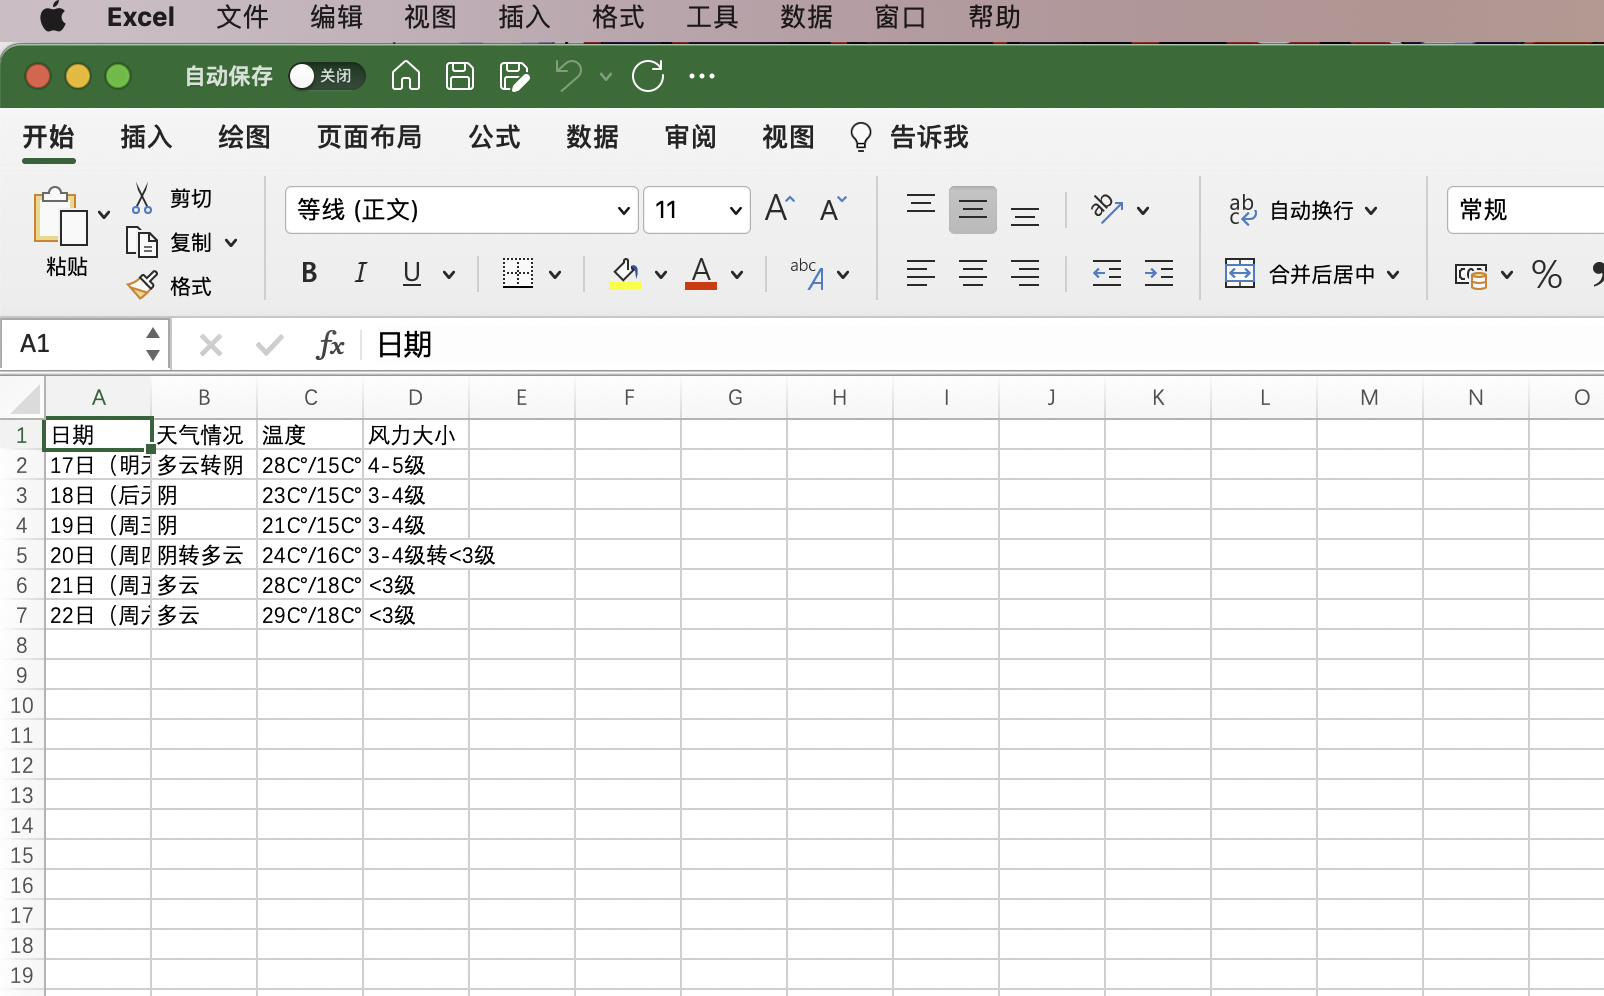 Excel 文件 编辑 视图 插入 格式 工具 数据 窗口 帮助
自动保存 关闭
开始 插入 绘图 页面布局 公式 数据 审阅 视图 告诉我
粘贴 剪切 复制 格式
等线 (正文) 11 A A
B I U A abc A
ab 自动换行 常规
ab c
合并后居中 %
A1 fx 日期
A B C D E F G H I J K L M N O
1 日期 天气情况 温度 风力大小
2 17日（明 多云转阴 28C°/15C° 4-5级
3 18日（后 阴 23C°/15C° 3-4级
4 19日（周三 阴 21C°/15C° 3-4级
5 20日（周四 阴转多云 24C°/16C° 3-4级转<3级
6 21日（周五 多云 28C°/18C° <3级
7 22日（周六 多云 29C°/18C° <3级
8
9
10
11
12
13
14
15
16
17
18
19